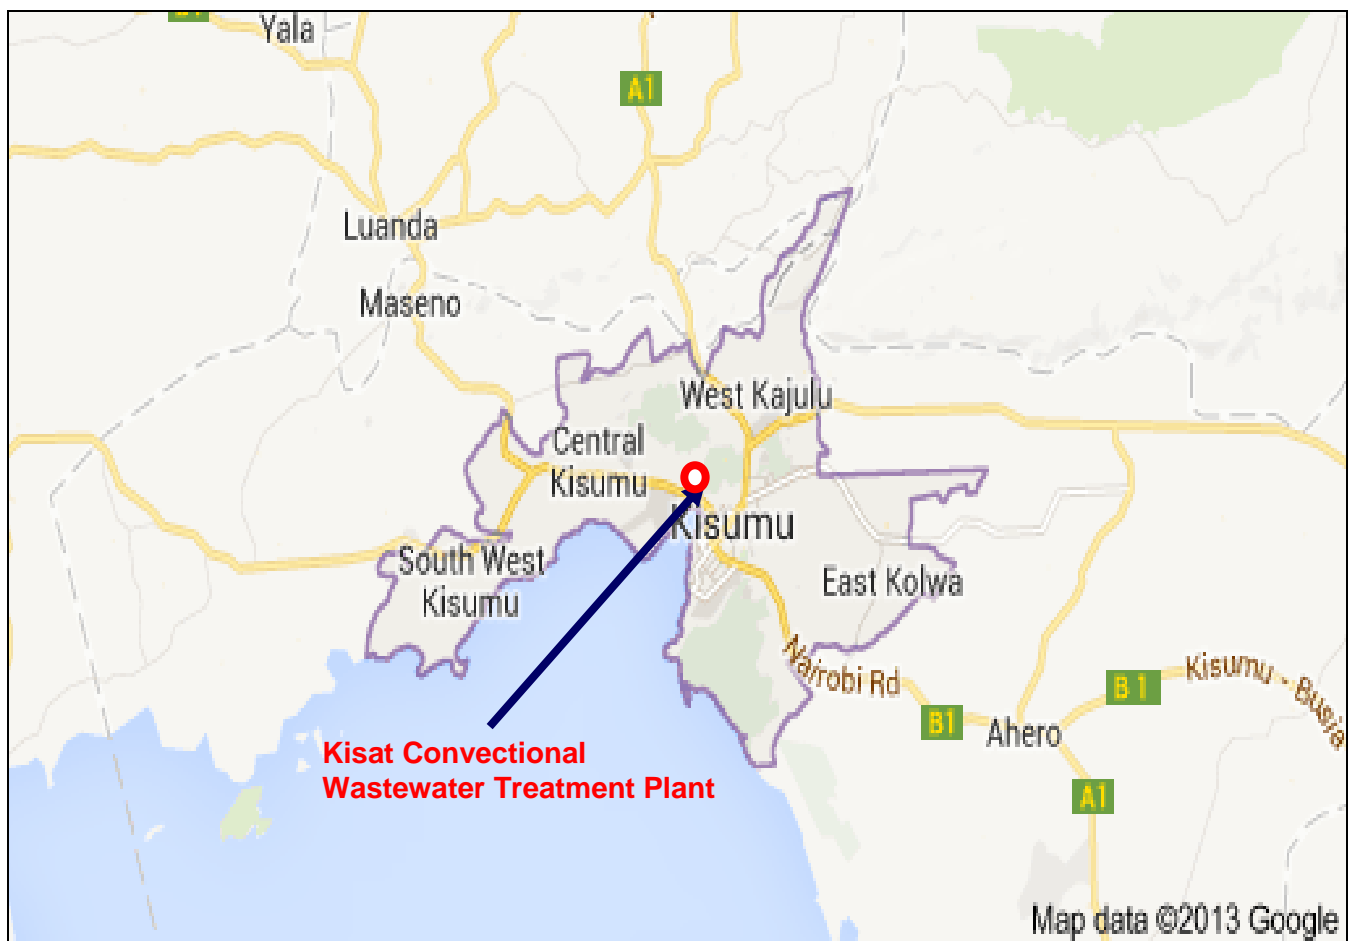 B1
Yala
A1
Luanda
Maseno
West Kajulu
Central
Kisumu
Kisumu
South West
Kisumu
East Kolwa
Nairobi Rd
Kisumu - Busia
B1
B1
Ahero
A1
Kisat Convectional
Wastewater Treatment Plant
Map data ©2013 Google